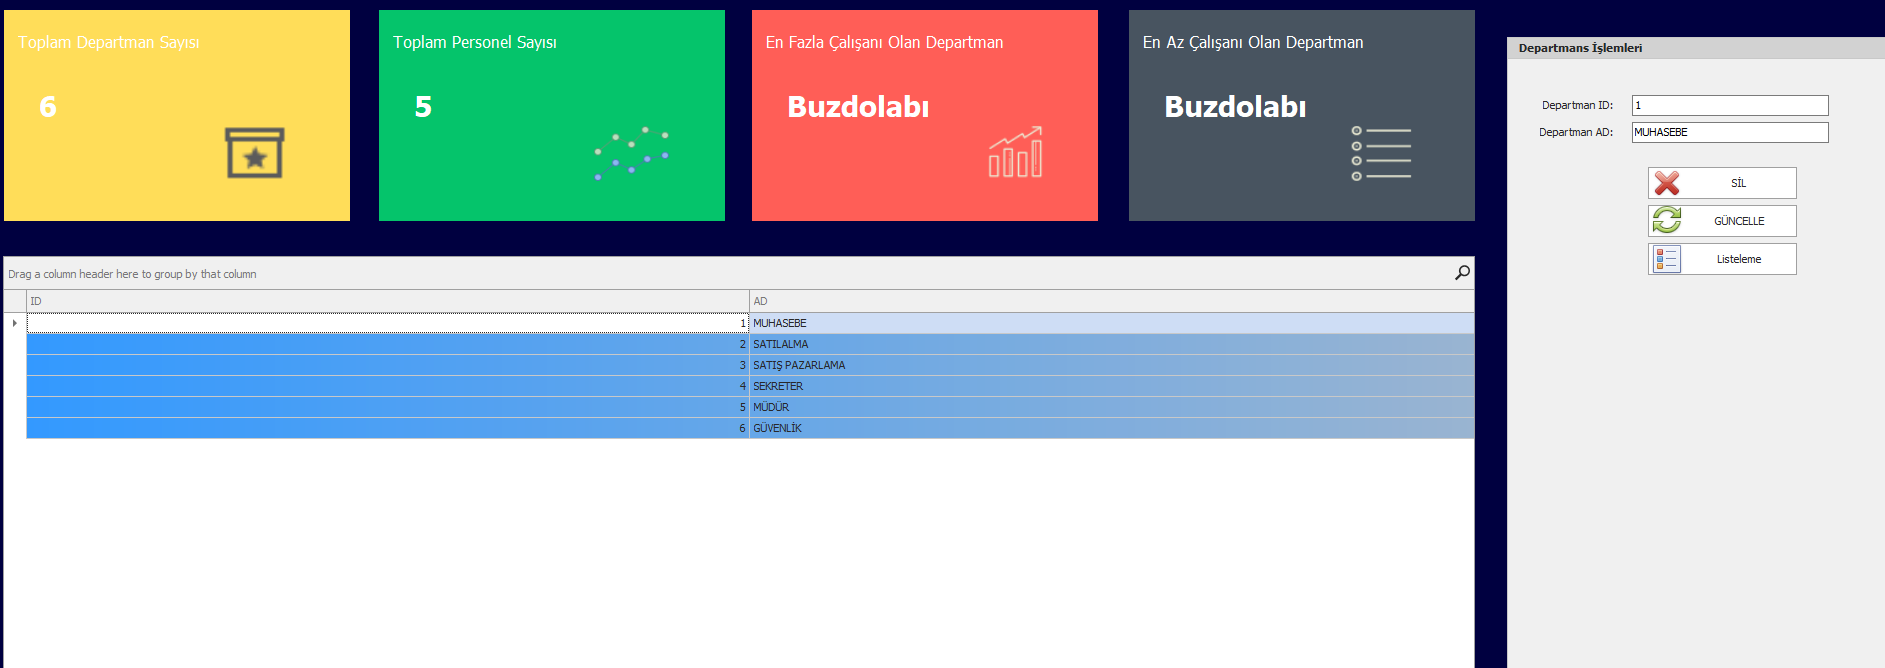 Toplam Departman Sayısı
6
Toplam Personel Sayısı
5
En Fazla Çalışanı Olan Departman
Buzdolabı
En Az Çalışanı Olan Departman
Buzdolabı
Departmans İşlemleri
Departman ID: 1
Departman AD: MUHASEBE
SİL
GÜNCELLE
Listeleme
Drag a column header here to group by that column
ID AD
1 MUHASEBE
2 SATILALMA
3 SATIŞ PAZARLAMA
4 SEKRETER
5 MÜDÜR
6 GÜVENLİK